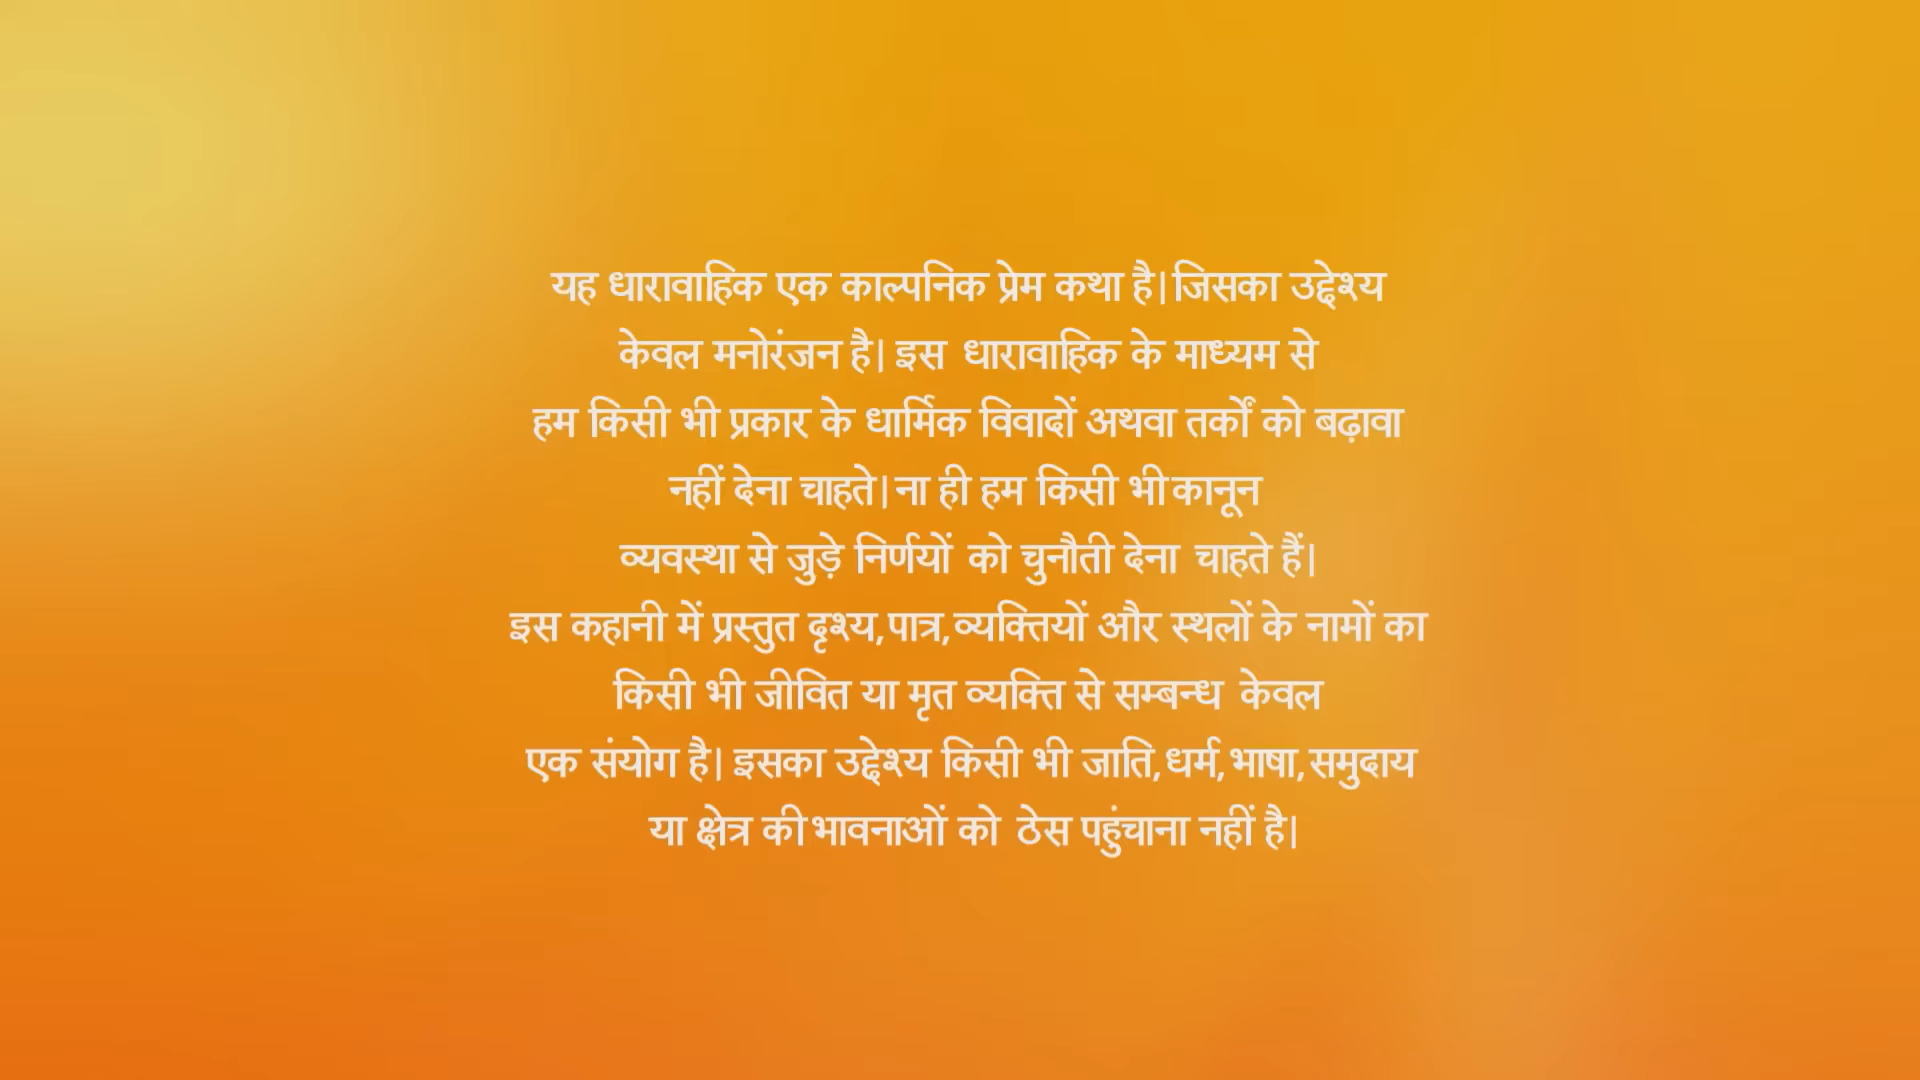 यह धारावाहिक एक काल्पनिक प्रेम कथा है|जिसका उद्देश्य
केवल मनोरंजन है| इस धारावाहिक के माध्यम से
हम किसी भी प्रकार के धार्मिक विवादों अथवा तर्कों को बढ़ावा
नहीं देना चाहते|ना ही हम किसी भी कानून
व्यवस्था से जुड़े निर्णयों को चुनौती देना चाहते हैं|
इस कहानी में प्रस्तुत दृश्य,पात्र,व्यक्तियों और स्थलों के नामों का
किसी भी जीवित या मृत व्यक्ति से सम्बन्ध केवल
एक संयोग है| इसका उद्देश्य किसी भी जाति,धर्म,भाषा,समुदाय
या क्षेत्र की भावनाओं को ठेस पहुंचाना नहीं है|